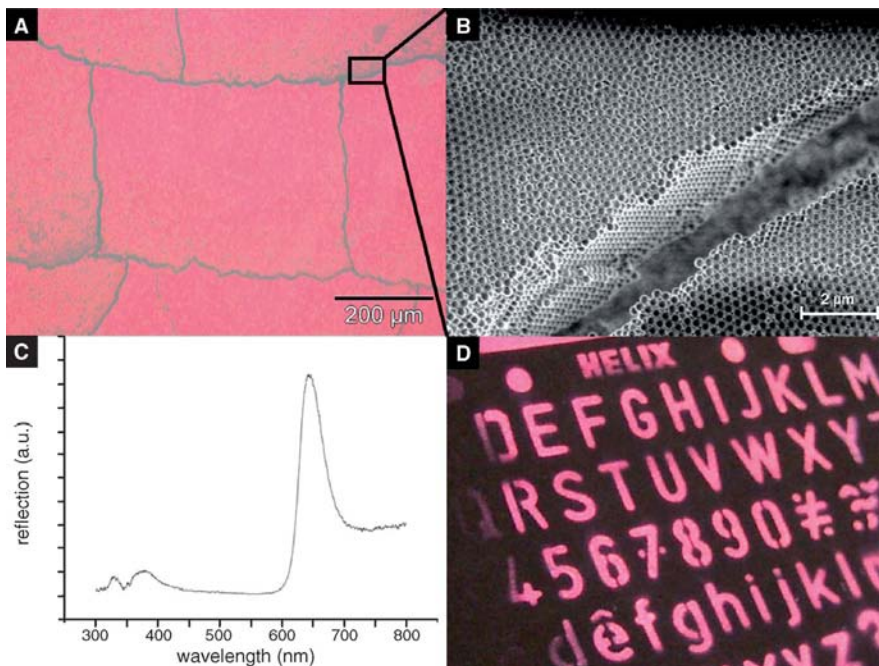 A
200 µm
B
2 µm
C
reflection (a.u.)
300 400 500 600 700 800
wavelength (nm)
D
HELIX
DEFGHIJKLM
RSTUVWXY
4567890
fghijkl